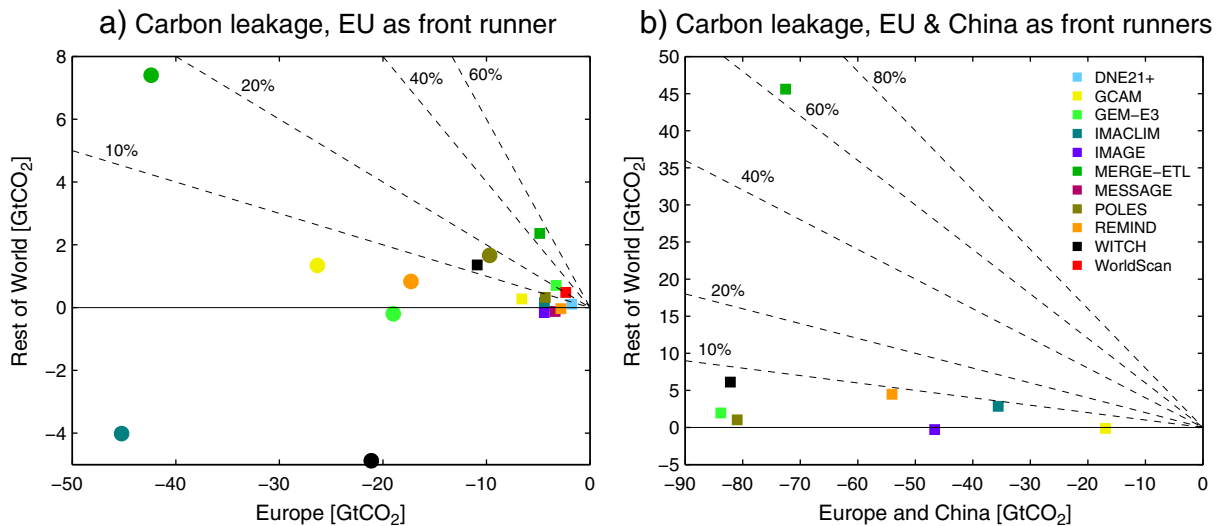 a) Carbon leakage, EU as front runner
8
6
4
2
0
−2
−4
Rest of World [GtCO2]
10%
20%
40%
60%
−50 −40 −30 −20 −10 0
Europe [GtCO2]
b) Carbon leakage, EU & China as front runners
50
45
40
35
30
25
20
15
10
5
0
−5
Rest of World [GtCO2]
10%
20%
40%
60%
80%
DNE21+
GCAM
GEM−E3
IMACLIM
IMAGE
MERGE−ETL
MESSAGE
POLES
REMIND
WITCH
WorldScan
−90 −80 −70 −60 −50 −40 −30 −20 −10 0
Europe and China [GtCO2]